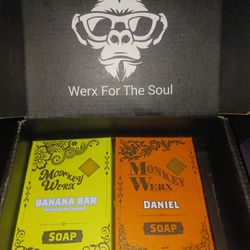 Werx For The Soul
MONKEY
WERX
BANANA BAR
SOAP
MONKEY
WERX
DANIEL
SOAP